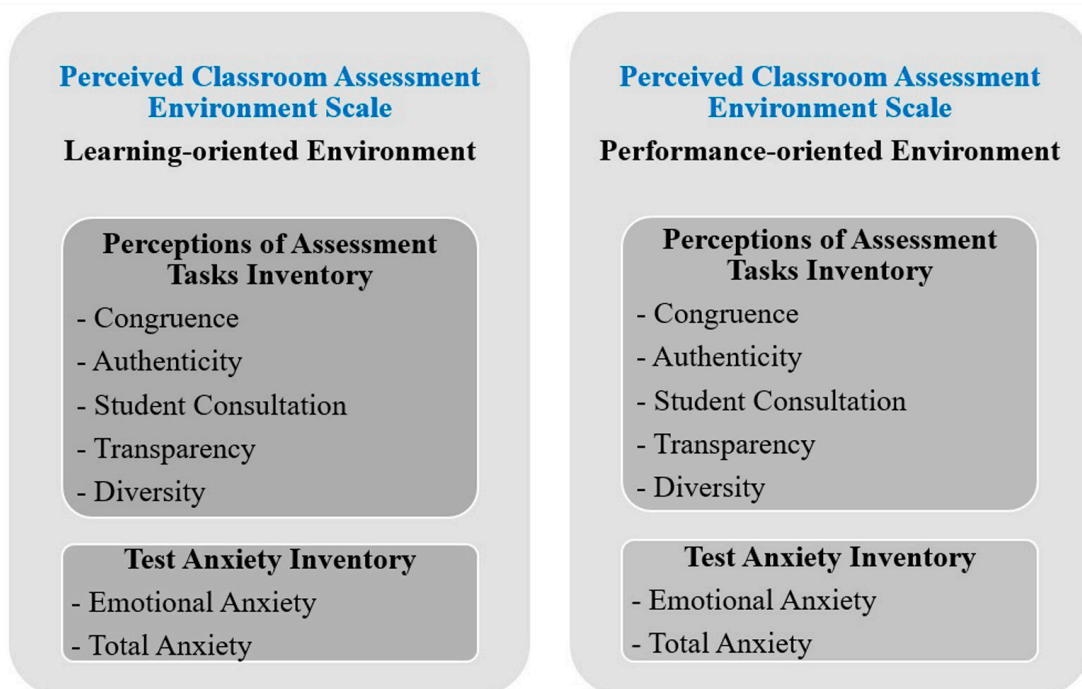 Perceived Classroom Assessment
Environment Scale
Learning-oriented Environment
Perceptions of Assessment
Tasks Inventory
- Congruence
- Authenticity
- Student Consultation
- Transparency
- Diversity
Test Anxiety Inventory
- Emotional Anxiety
- Total Anxiety
Perceived Classroom Assessment
Environment Scale
Performance-oriented Environment
Perceptions of Assessment
Tasks Inventory
- Congruence
- Authenticity
- Student Consultation
- Transparency
- Diversity
Test Anxiety Inventory
- Emotional Anxiety
- Total Anxiety